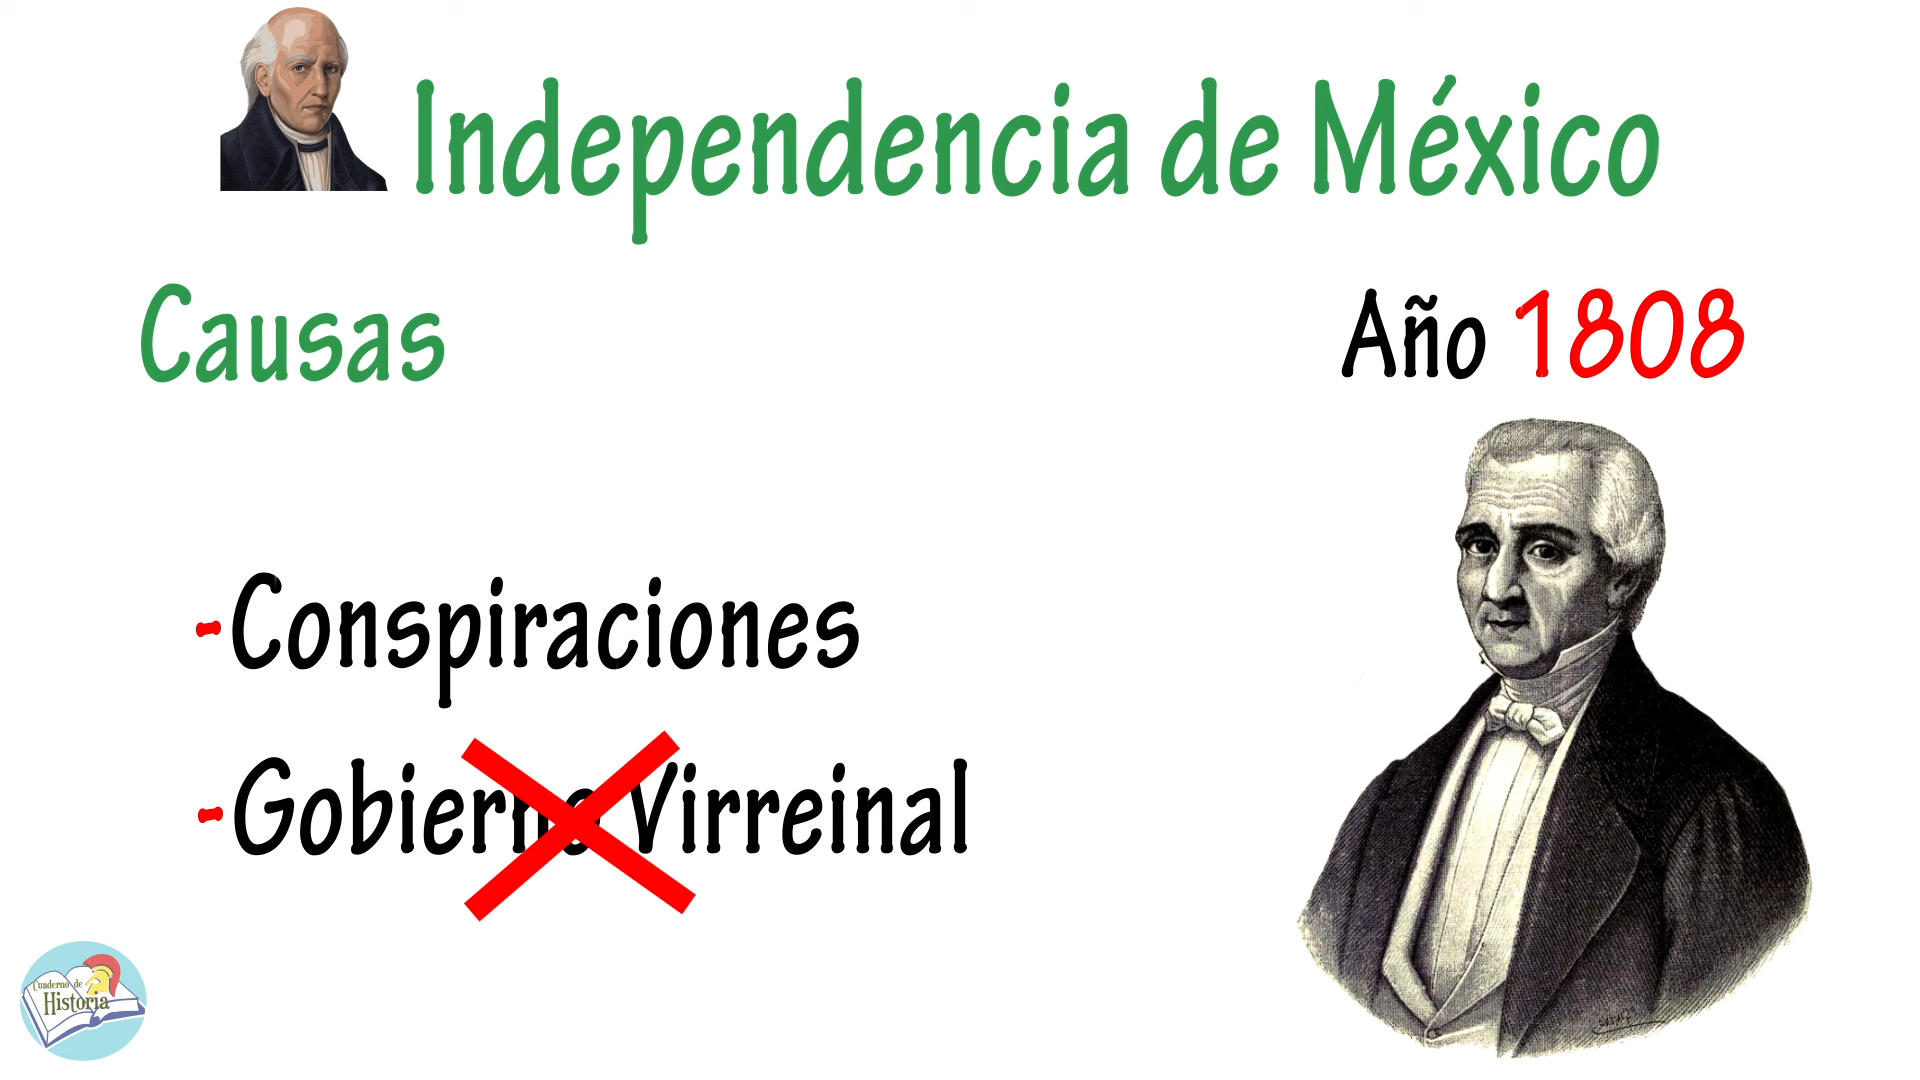 Independencia de México
Causas
Año 1808
-Conspiraciones
-Gobierno Virreinal
Cuaderno de
Historia